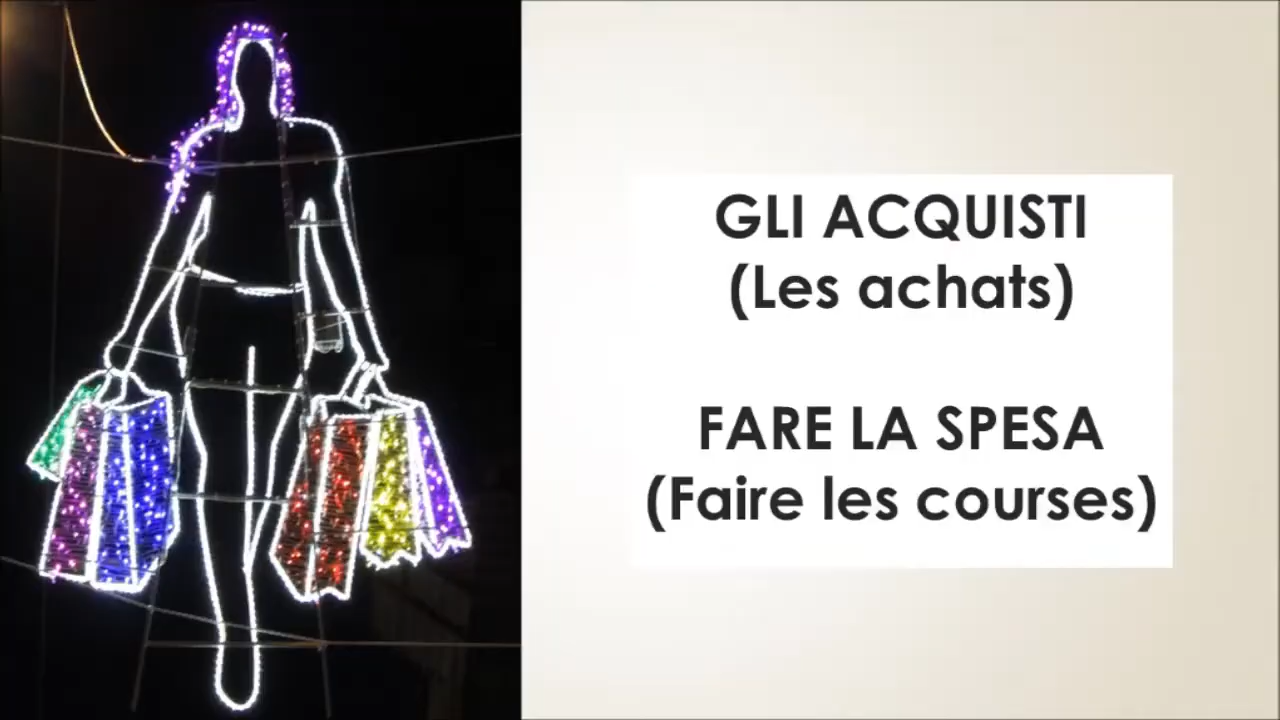 GLI ACQUISTI
(Les achats)
FARE LA SPESA
(Faire les courses)